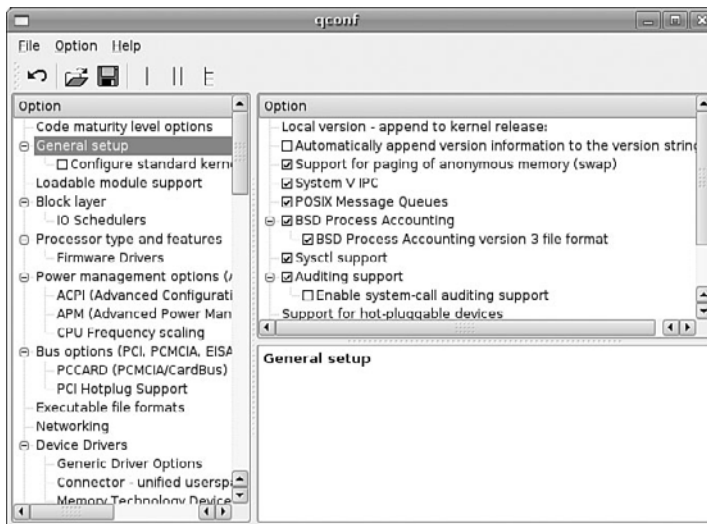 qconf
File Option Help
Option
Code maturity level options
General setup
Configure standard kerne
Loadable module support
Block layer
IO Schedulers
Processor type and features
Firmware Drivers
Power management options (A
ACPI (Advanced Configurati
APM (Advanced Power Man
CPU Frequency scaling
Bus options (PCI, PCMCIA, EISA
PCCARD (PCMCIA/CardBus)
PCI Hotplug Support
Executable file formats
Networking
Device Drivers
Generic Driver Options
Connector - unified userspa
Memory Technology Device
Option
Local version - append to kernel release:
Automatically append version information to the version string
Support for paging of anonymous memory (swap)
System V IPC
POSIX Message Queues
BSD Process Accounting
BSD Process Accounting version 3 file format
Sysctl support
Auditing support
Enable system-call auditing support
Support for hot-pluggable devices
General setup